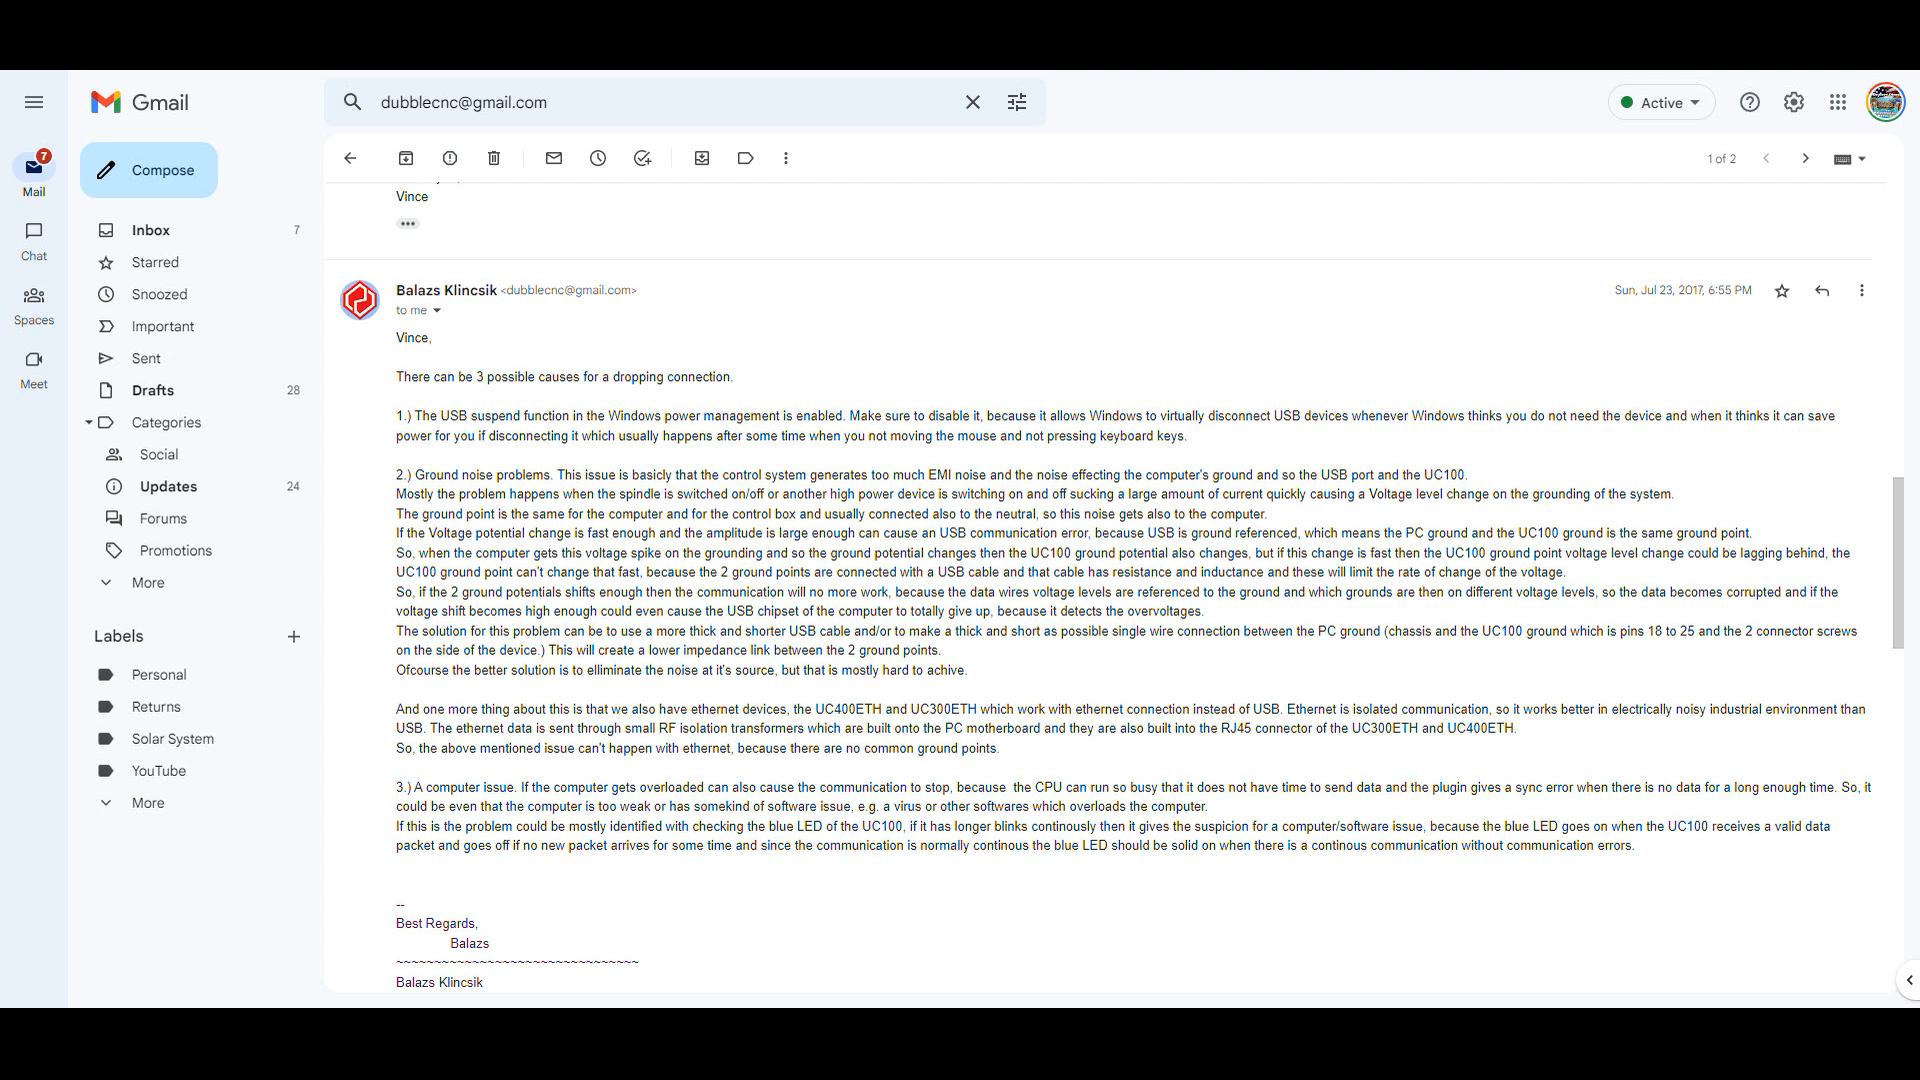 Gmail
dubblecnc@gmail.com
Active
7
Mail
Compose
1 of 2
Vince
Chat
Spaces
Meet
Inbox 7
Starred
Snoozed
Important
Sent
Drafts 28
Categories
Social
Updates 24
Forums
Promotions
More
Labels
Personal
Returns
Solar System
YouTube
More
Balazs Klincsik <dubblecnc@gmail.com>
Sun, Jul 23, 2017, 6:55 PM
to me
Vince,
There can be 3 possible causes for a dropping connection.
1.) The USB suspend function in the Windows power management is enabled. Make sure to disable it, because it allows Windows to virtually disconnect USB devices whenever Windows thinks you do not need the device and when it thinks it can save
power for you if disconnecting it which usually happens after some time when you not moving the mouse and not pressing keyboard keys.
2.) Ground noise problems. This issue is basicly that the control system generates too much EMI noise and the noise effecting the computer's ground and so the USB port and the UC100.
Mostly the problem happens when the spindle is switched on/off or another high power device is switching on and off sucking a large amount of current quickly causing a Voltage level change on the grounding of the system.
The ground point is the same for the computer and for the control box and usually connected also to the neutral, so this noise gets also to the computer.
If the Voltage potential change is fast enough and the amplitude is large enough can cause an USB communication error, because USB is ground referenced, which means the PC ground and the UC100 ground is the same ground point.
So, when the computer gets this voltage spike on the grounding and so the ground potential changes then the UC100 ground potential also changes, but if this change is fast then the UC100 ground point voltage level change could be lagging behind, the
UC100 ground point can't change that fast, because the 2 ground points are connected with a USB cable and that cable has resistance and inductance and these will limit the rate of change of the voltage.
So, if the 2 ground potentials shifts enough then the communication will no more work, because the data wires voltage levels are referenced to the ground and which grounds are then on different voltage levels, so the data becomes corrupted and if the
voltage shift becomes high enough could even cause the USB chipset of the computer to totally give up, because it detects the overvoltages.
The solution for this problem can be to use a more thick and shorter USB cable and/or to make a thick and short as possible single wire connection between the PC ground (chassis and the UC100 ground which is pins 18 to 25 and the 2 connector screws
on the side of the device.) This will create a lower impedance link between the 2 ground points.
Ofcourse the better solution is to elliminate the noise at it's source, but that is mostly hard to achive.
And one more thing about this is that we also have ethernet devices, the UC400ETH and UC300ETH which work with ethernet connection instead of USB. Ethernet is isolated communication, so it works better in electrically noisy industrial environment than
USB. The ethernet data is sent through small RF isolation transformers which are built onto the PC motherboard and they are also built into the RJ45 connector of the UC300ETH and UC400ETH.
So, the above mentioned issue can't happen with ethernet, because there are no common ground points.
3.) A computer issue. If the computer gets overloaded can also cause the communication to stop, because  the CPU can run so busy that it does not have time to send data and the plugin gives a sync error when there is no data for a long enough time. So, it
could be even that the computer is too weak or has somekind of software issue, e.g. a virus or other softwares which overloads the computer.
If this is the problem could be mostly identified with checking the blue LED of the UC100, if it has longer blinks continously then it gives the suspicion for a computer/software issue, because the blue LED goes on when the UC100 receives a valid data
packet and goes off if no new packet arrives for some time and since the communication is normally continous the blue LED should be solid on when there is a continous communication without communication errors.
--
Best Regards,
Balazs
~~~~~~~~~~~~~~~~~~~~~~~~~~~~~~~~
Balazs Klincsik